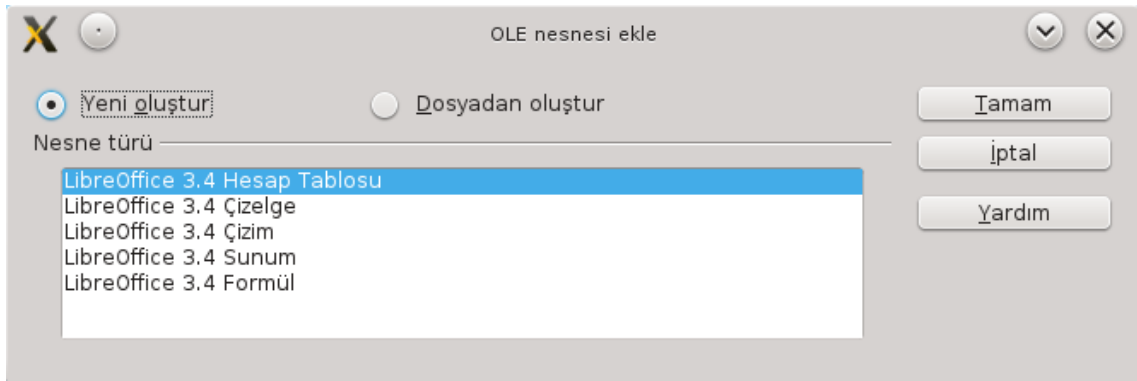 OLE nesnesi ekle
Yeni oluştur
Dosyadan oluştur
Tamam
Nesne türü
İptal
LibreOffice 3.4 Hesap Tablosu
LibreOffice 3.4 Çizelge
Yardım
LibreOffice 3.4 Çizim
LibreOffice 3.4 Sunum
LibreOffice 3.4 Formül